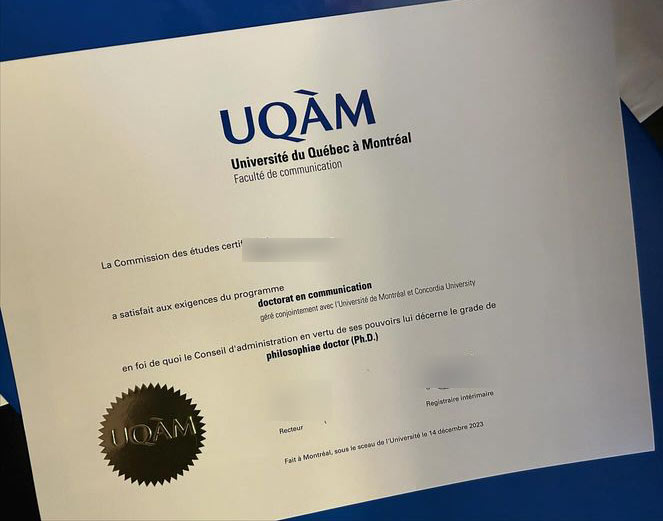 UQÀM
Université du Québec à Montréal
Faculté de communication
La Commission des études certif
a satisfait aux exigences du programme
doctorat en communication
géré conjointement avec l'Université de Montréal et Concordia University
en foi de quoi le Conseil d'administration en vertu de ses pouvoirs lui décerne le grade de
philosophiae doctor (Ph.D.)
UQÀM
Recteur
Registraire intérimaire
Fait à Montréal, sous le sceau de l'Université le 14 décembre 2023